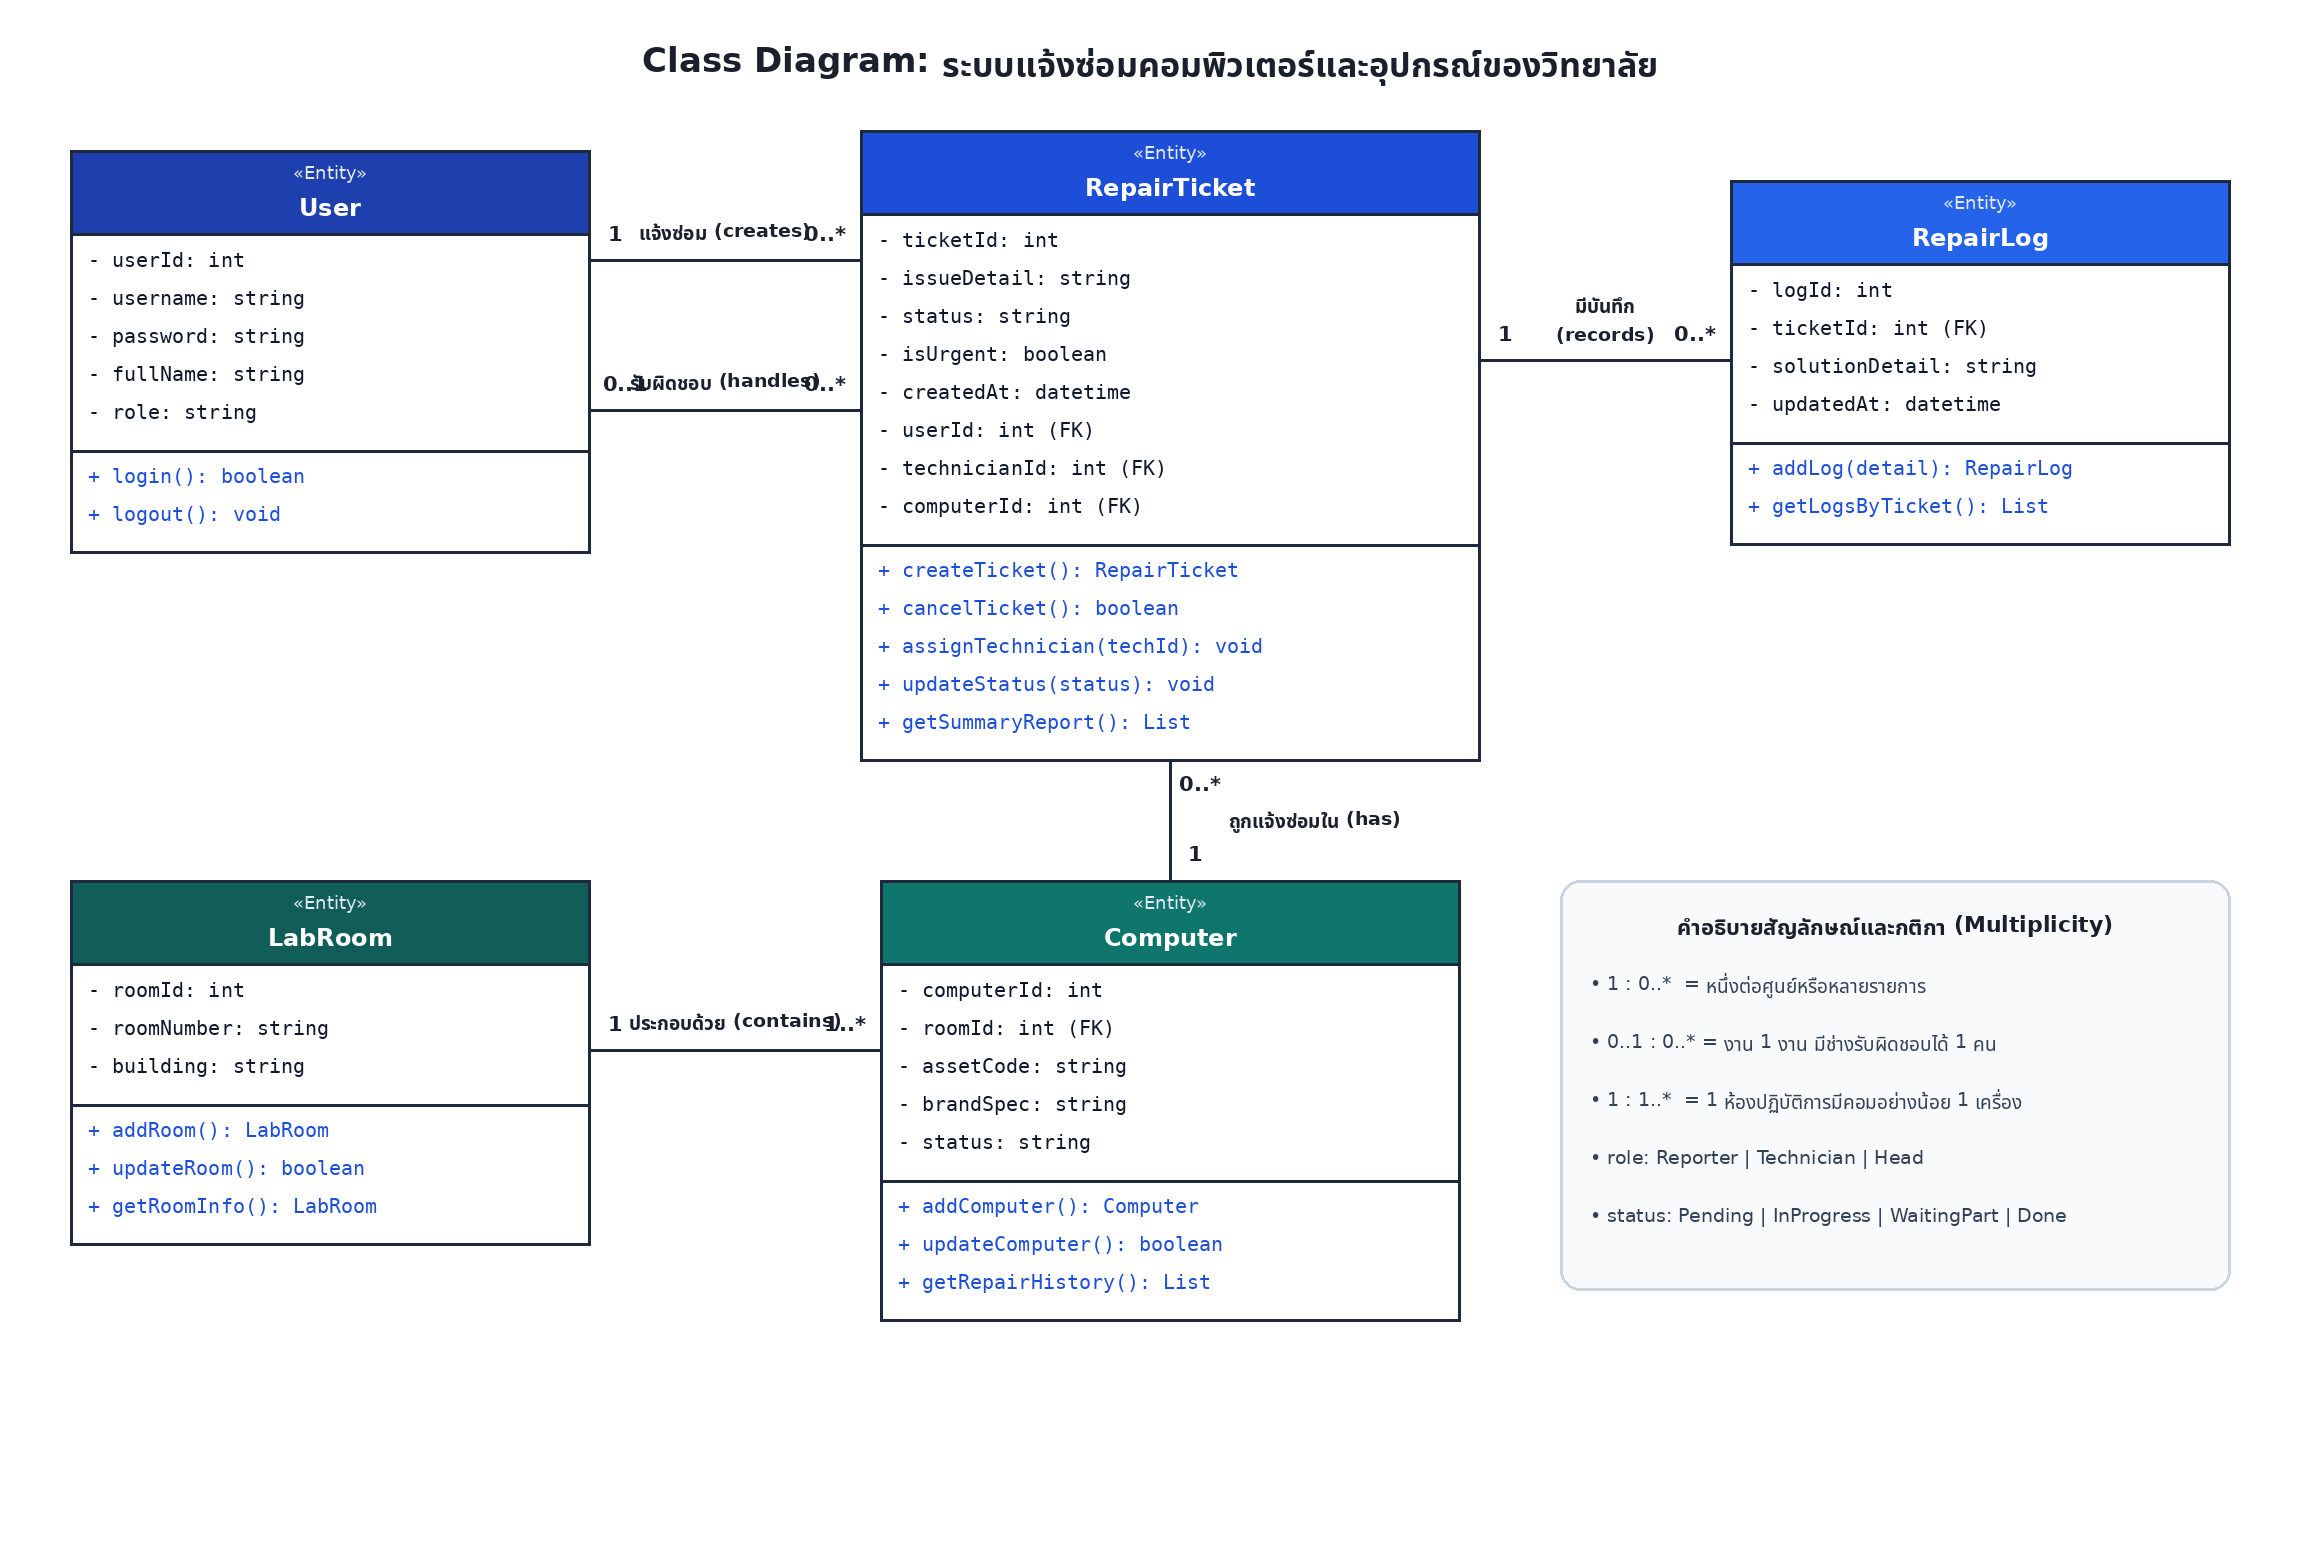 Class Diagram: ระบบแจ้งซ่อมคอมพิวเตอร์และอุปกรณ์ของวิทยาลัย
«Entity»
User
- userId: int
- username: string
- password: string
- fullName: string
- role: string
+ login(): boolean
+ logout(): void
1 แจ้งซ่อม (creates) 0..*
0..1 รับผิดชอบ (handles) 0..*
«Entity»
RepairTicket
- ticketId: int
- issueDetail: string
- status: string
- isUrgent: boolean
- createdAt: datetime
- userId: int (FK)
- technicianId: int (FK)
- computerId: int (FK)
+ createTicket(): RepairTicket
+ cancelTicket(): boolean
+ assignTechnician(techId): void
+ updateStatus(status): void
+ getSummaryReport(): List
มีบันทึก
1 (records) 0..*
«Entity»
RepairLog
- logId: int
- ticketId: int (FK)
- solutionDetail: string
- updatedAt: datetime
+ addLog(detail): RepairLog
+ getLogsByTicket(): List
0..*
ถูกแจ้งซ่อมใน (has)
1
«Entity»
LabRoom
- roomId: int
- roomNumber: string
- building: string
+ addRoom(): LabRoom
+ updateRoom(): boolean
+ getRoomInfo(): LabRoom
1 ประกอบด้วย (contains) 1..*
«Entity»
Computer
- computerId: int
- roomId: int (FK)
- assetCode: string
- brandSpec: string
- status: string
+ addComputer(): Computer
+ updateComputer(): boolean
+ getRepairHistory(): List
คำอธิบายสัญลักษณ์และกติกา (Multiplicity)
• 1 : 0..* = หนึ่งต่อศูนย์หรือหลายรายการ
• 0..1 : 0..* = งาน 1 งาน มีช่างรับผิดชอบได้ 1 คน
• 1 : 1..* = 1 ห้องปฏิบัติการมีคอมอย่างน้อย 1 เครื่อง
• role: Reporter | Technician | Head
• status: Pending | InProgress | WaitingPart | Done